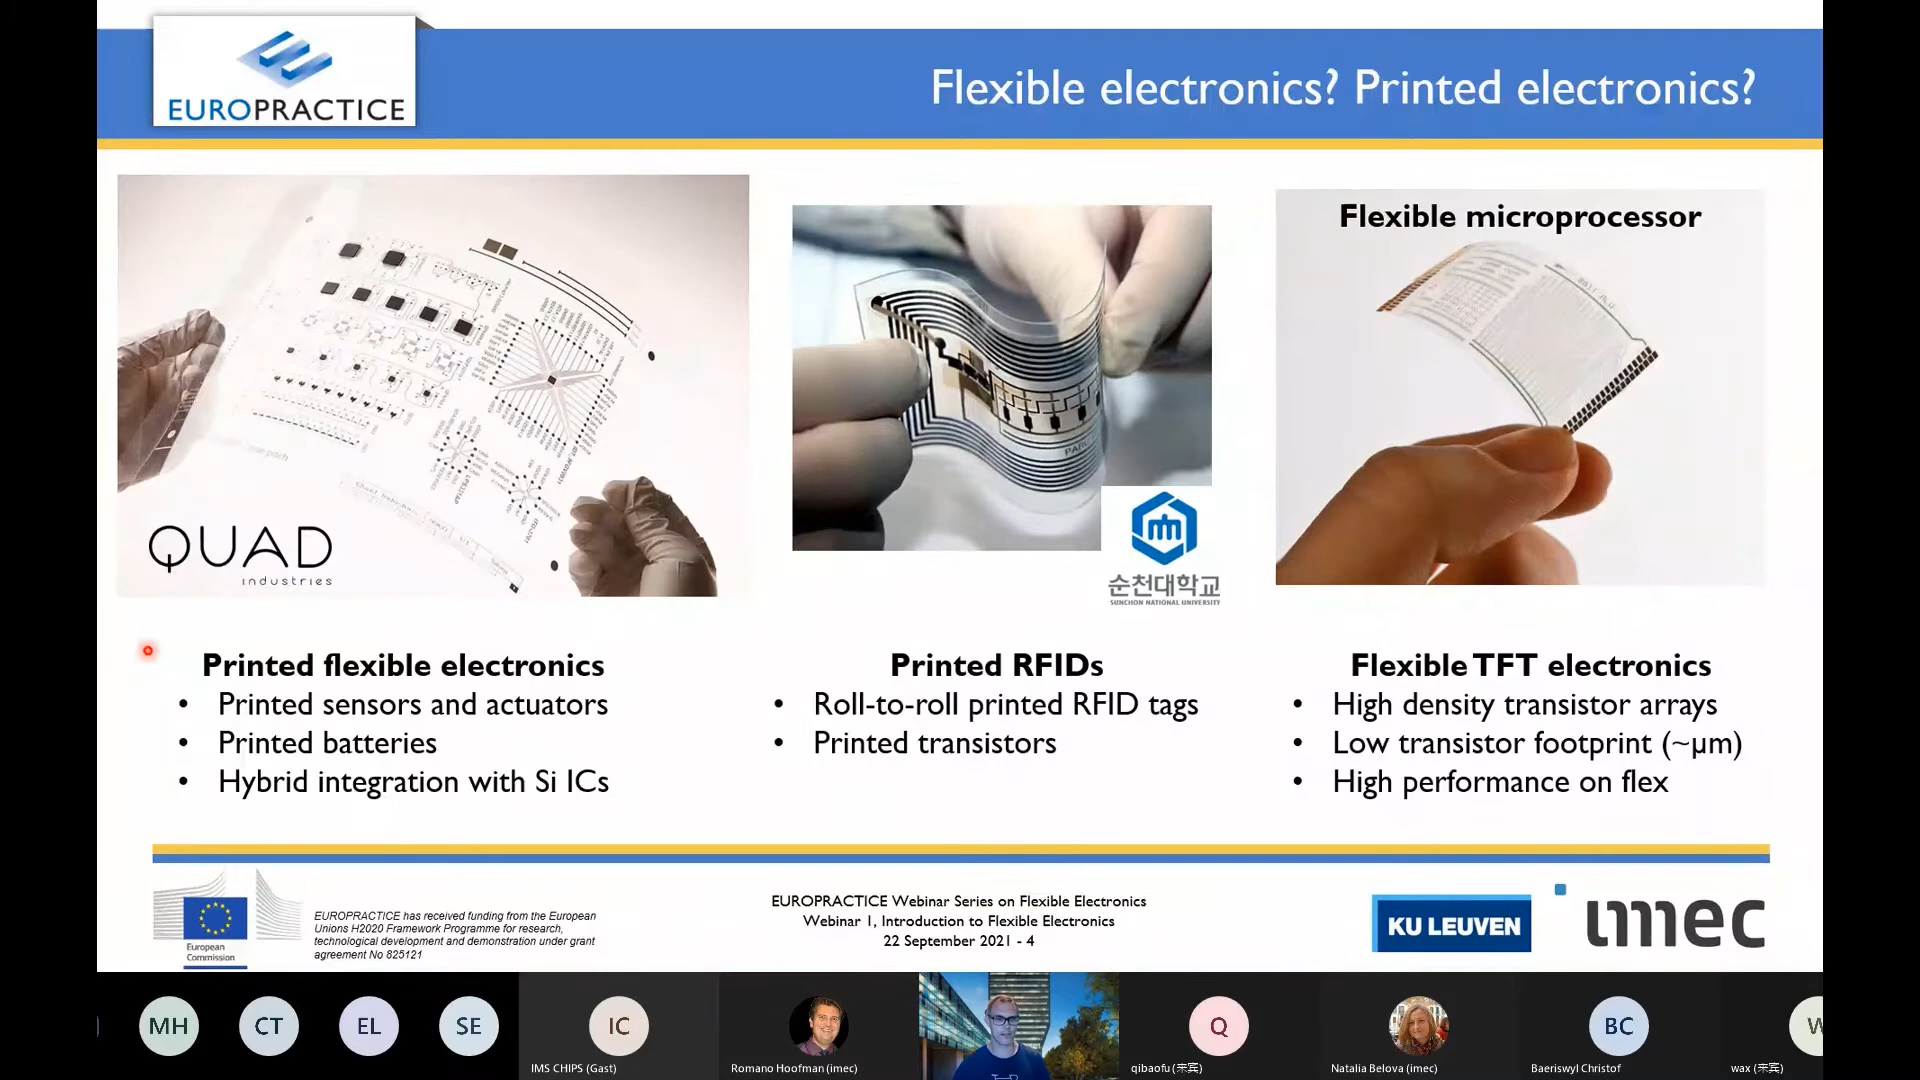 EUROPRACTICE
Flexible electronics? Printed electronics?
QUAD
industries
PARC
순천대학교
SUNCHON NATIONAL UNIVERSITY
Flexible microprocessor
Printed flexible electronics
• Printed sensors and actuators
• Printed batteries
• Hybrid integration with Si ICs
Printed RFIDs
• Roll-to-roll printed RFID tags
• Printed transistors
Flexible TFT electronics
• High density transistor arrays
• Low transistor footprint (~μm)
• High performance on flex
European
Commission
EUROPRACTICE has received funding from the European
Unions H2020 Framework Programme for research,
technological development and demonstration under grant
agreement No 825121
EUROPRACTICE Webinar Series on Flexible Electronics
Webinar 1, Introduction to Flexible Electronics
22 September 2021 - 4
KU LEUVEN
imec
MH
CT
EL
SE
IC
IMS CHIPS (Gast)
Romano Hoofman (imec)
Q
qibaofu (来宾)
Natalia Belova (imec)
BC
Baeriswyl Christof
W
wax (来宾)